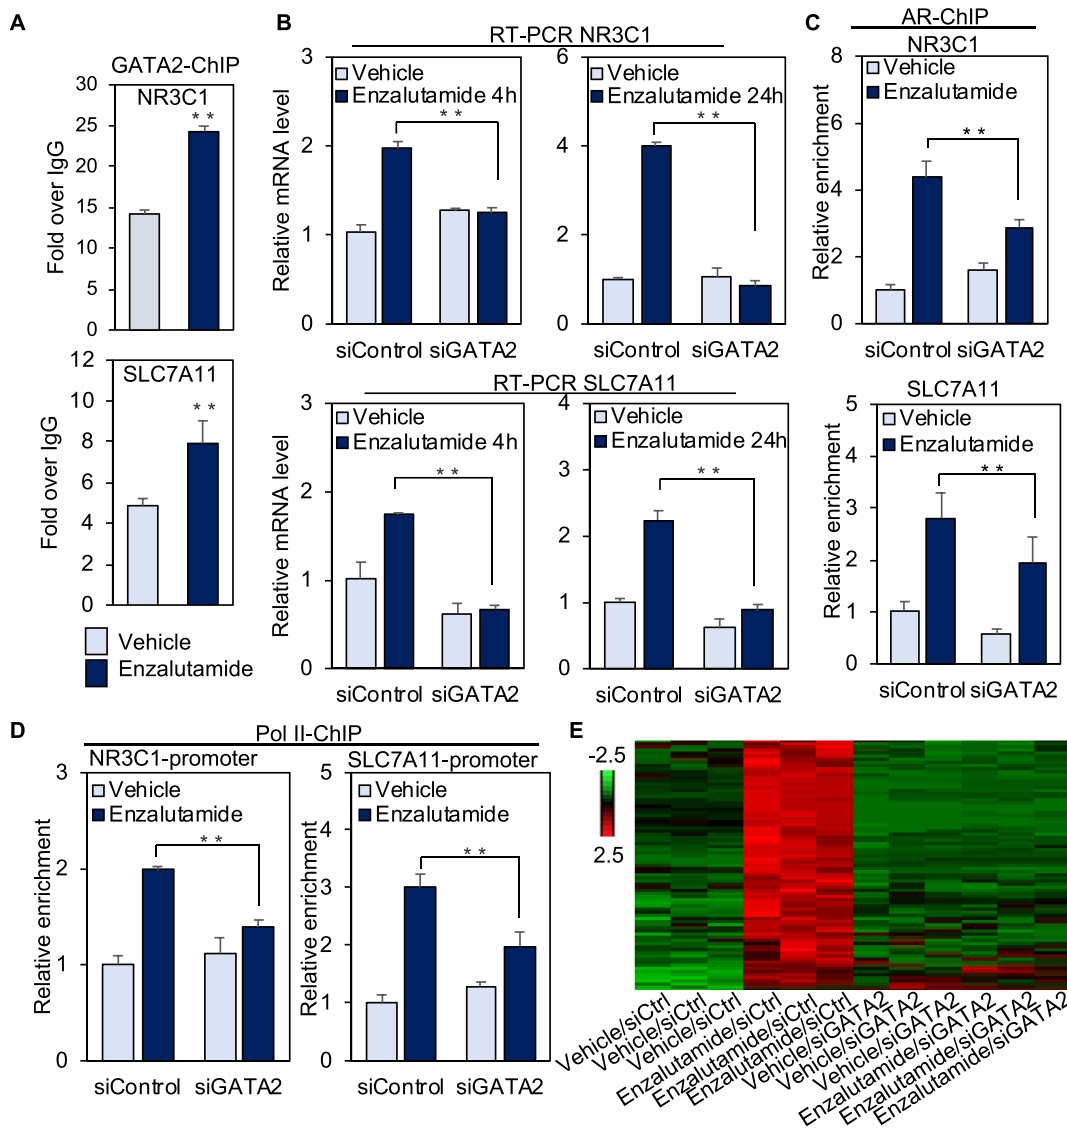 A
GATA2-ChIP
NR3C1
* *
Fold over IgG
30
25
20
15
10
5
0
SLC7A11
* *
Fold over IgG
12
10
8
6
4
2
0
Vehicle
Enzalutamide
B
RT-PCR NR3C1
Vehicle
Enzalutamide 4h
* *
Relative mRNA level
3
2
1
0
siControl siGATA2
Vehicle
Enzalutamide 24h
* *
6
4
2
0
siControl siGATA2
RT-PCR SLC7A11
Vehicle
Enzalutamide 4h
* *
Relative mRNA level
3
2
1
0
siControl siGATA2
Vehicle
Enzalutamide 24h
* *
4
3
2
1
0
siControl siGATA2
C
AR-ChIP
NR3C1
Vehicle
Enzalutamide
* *
Relative enrichment
8
6
4
2
0
siControl siGATA2
SLC7A11
Vehicle
Enzalutamide
* *
Relative enrichment
5
4
3
2
1
0
siControl siGATA2
D
Pol II-ChIP
NR3C1-promoter
Vehicle
Enzalutamide
* *
Relative enrichment
3
2
1
0
siControl siGATA2
SLC7A11-promoter
Vehicle
Enzalutamide
* *
Relative enrichment
5
4
3
2
1
0
siControl siGATA2
E
-2.5
2.5
Vehicle/siCtrl
Vehicle/siCtrl
Vehicle/siCtrl
Enzalutamide/siCtrl
Enzalutamide/siCtrl
Enzalutamide/siCtrl
Vehicle/siGATA2
Vehicle/siGATA2
Vehicle/siGATA2
Enzalutamide/siGATA2
Enzalutamide/siGATA2
Enzalutamide/siGATA2